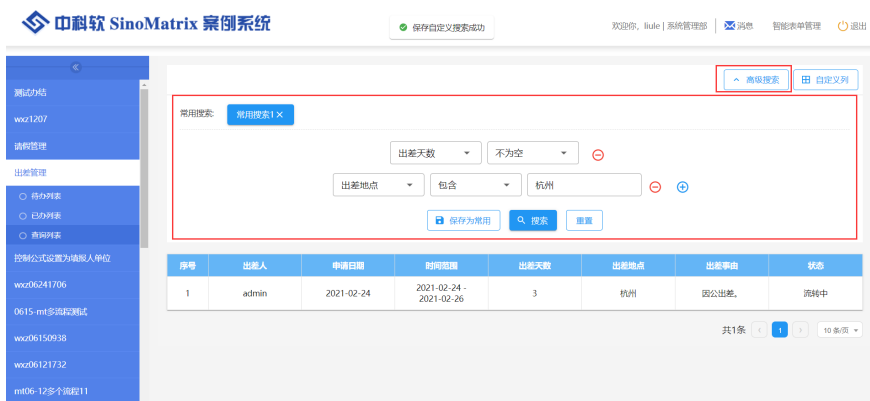 中科软 SinoMatrix 案例系统
保存自定义搜索成功
欢迎你, liule | 系统管理部
消息
智能表单管理
退出
测试办结
wxz1207
请假管理
出差管理
待办列表
已办列表
查询列表
控制公式设置为填报人单位
wxz06241706
0615-mt多流程测试
wxz06150938
wxz06121732
mt06-12多个流程11
高级搜索
自定义列
常用搜索:
常用搜索1 ×
出差天数 不为空
出差地点 包含 杭州
保存为常用 搜索 重置
序号 出差人 申请日期 时间范围 出差天数 出差地点 出差事由 状态
1 admin 2021-02-24 2021-02-24 - 2021-02-26 3 杭州 因公出差。 流转中
共1条 1 10 条/页